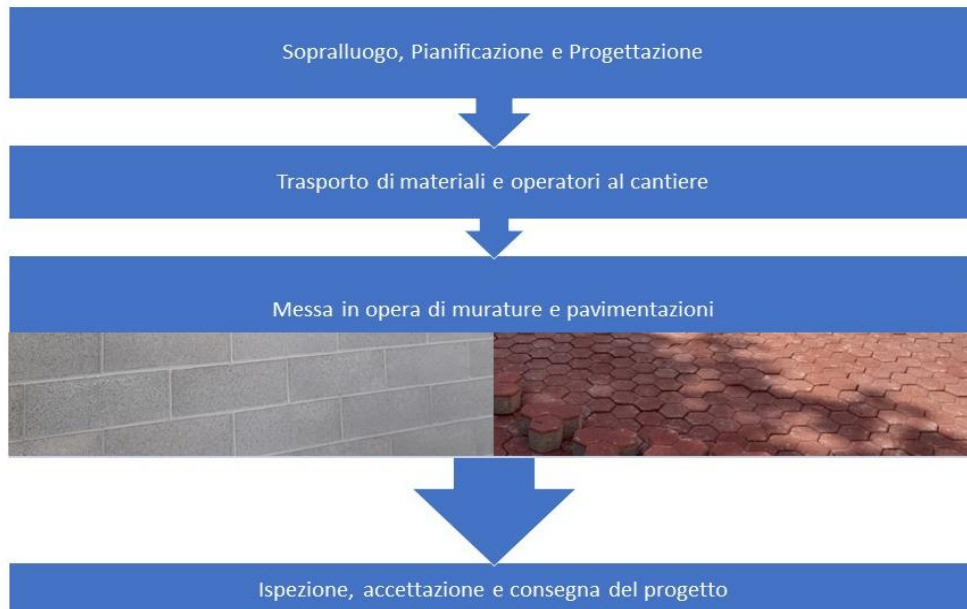 Sopralluogo, Pianificazione e Progettazione
Trasporto di materiali e operatori al cantiere
Messa in opera di murature e pavimentazioni
Ispezione, accettazione e consegna del progetto